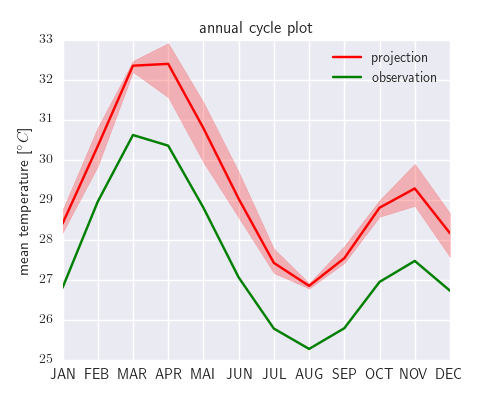 annual cycle plot
projection
observation
mean temperature [°C]
33
32
31
30
29
28
27
26
25
JAN FEB MAR APR MAI JUN JUL AUG SEP OCT NOV DEC